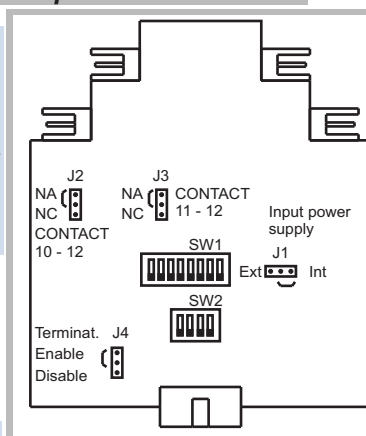 J2
NA
NC
CONTACT
10 - 12
J3
NA
NC
CONTACT
11 - 12
Input power
supply
J1
Ext
Int
SW1
SW2
Terminat. J4
Enable
Disable